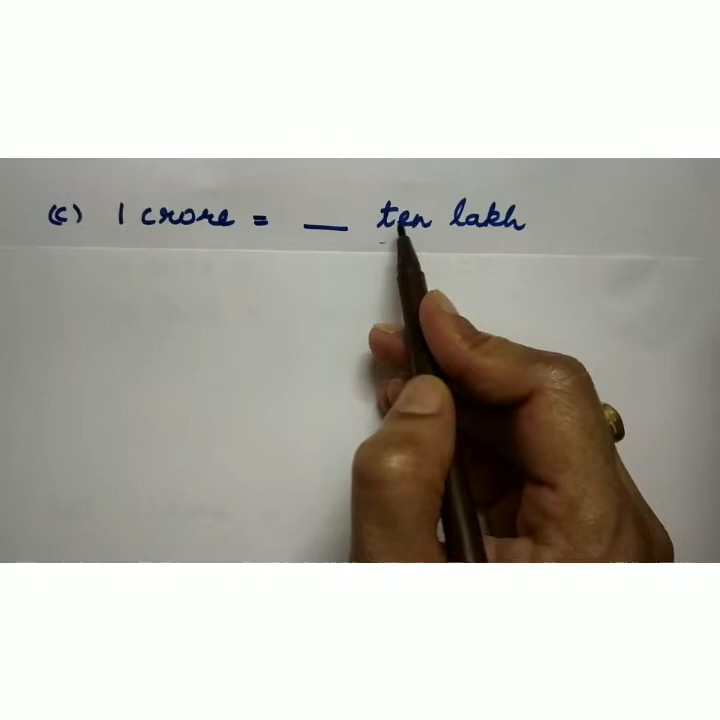 (c) 1 crore = __ ten lakh